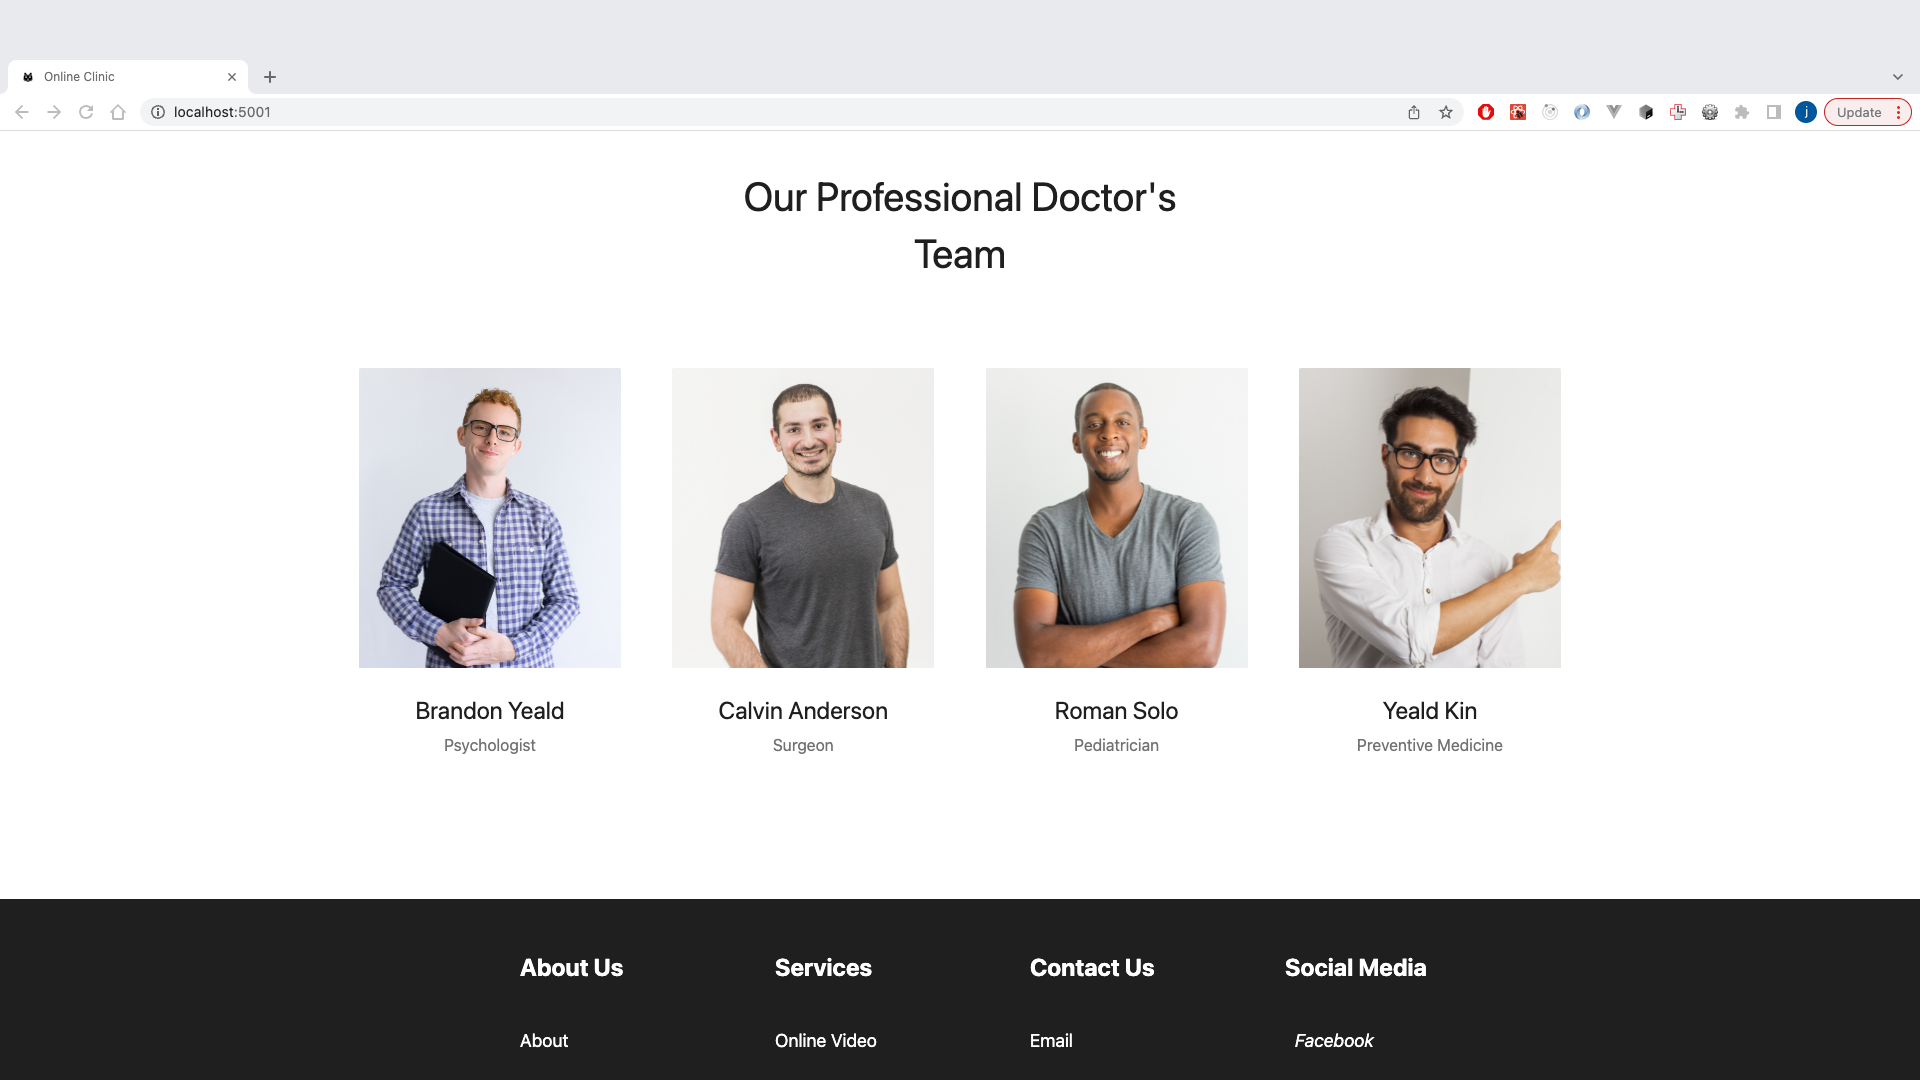 Online Clinic
localhost:5001
j
Update
Our Professional Doctor's
Team
Brandon Yeald
Psychologist
Calvin Anderson
Surgeon
Roman Solo
Pediatrician
Yeald Kin
Preventive Medicine
About Us
Services
Contact Us
Social Media
About
Online Video
Email
Facebook